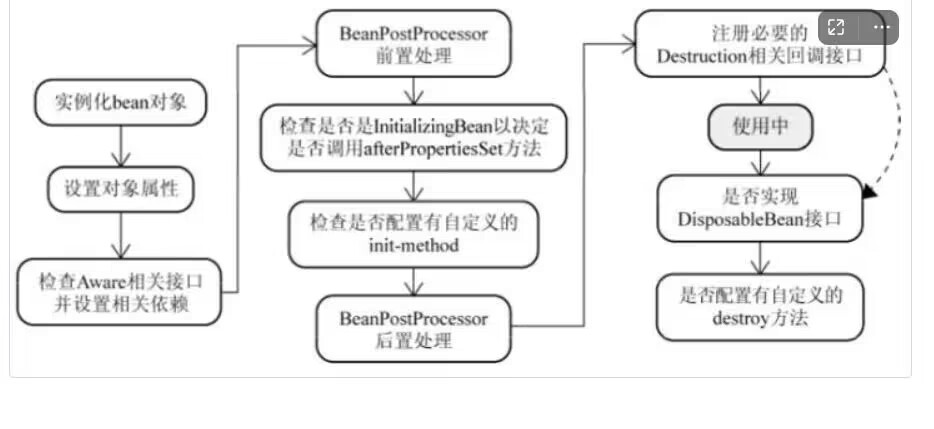 实例化bean对象
设置对象属性
检查Aware相关接口
并设置相关依赖
BeanPostProcessor
前置处理
检查是否是InitializingBean以决定
是否调用afterPropertiesSet方法
检查是否配置有自定义的
init-method
BeanPostProcessor
后置处理
注册必要的
Destruction相关回调接口
使用中
是否实现
DisposableBean接口
是否配置有自定义的
destroy方法